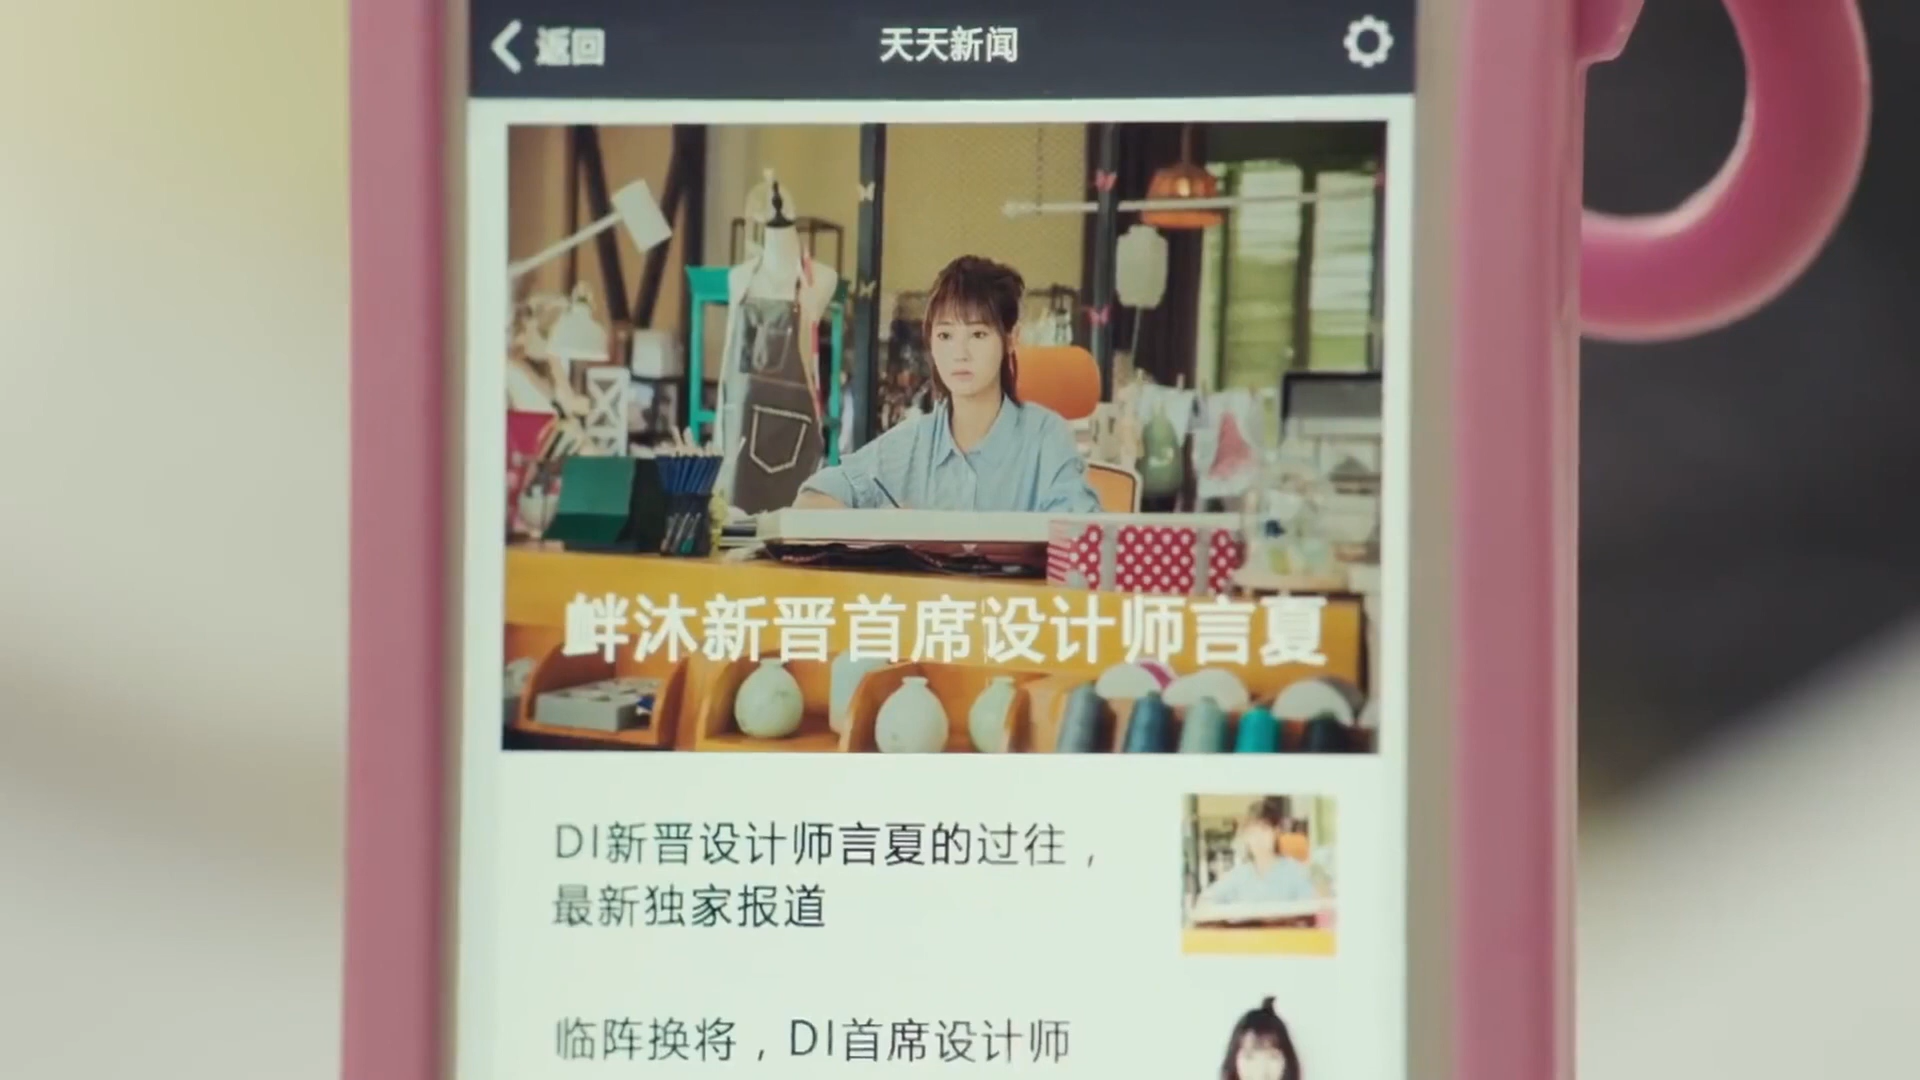 返回
天天新闻
衅沐新晋首席设计师言夏
DI新晋设计师言夏的过往，
最新独家报道
临阵换将，DI首席设计师